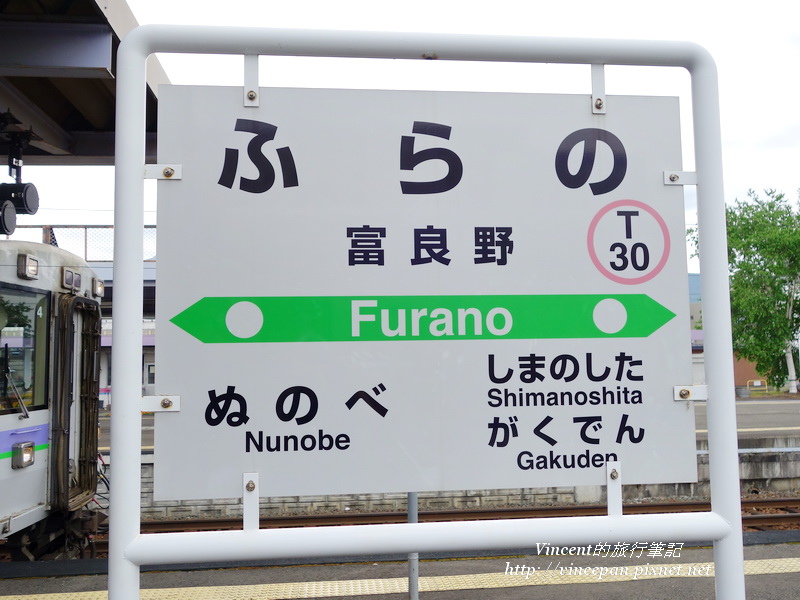 ふらの
富良野
T
30
Furano
ぬのべ
Nunobe
しまのした
Shimanoshita
がくでん
Gakuden
4
Vincent的旅行筆記
http://vincepan.pixnet.net